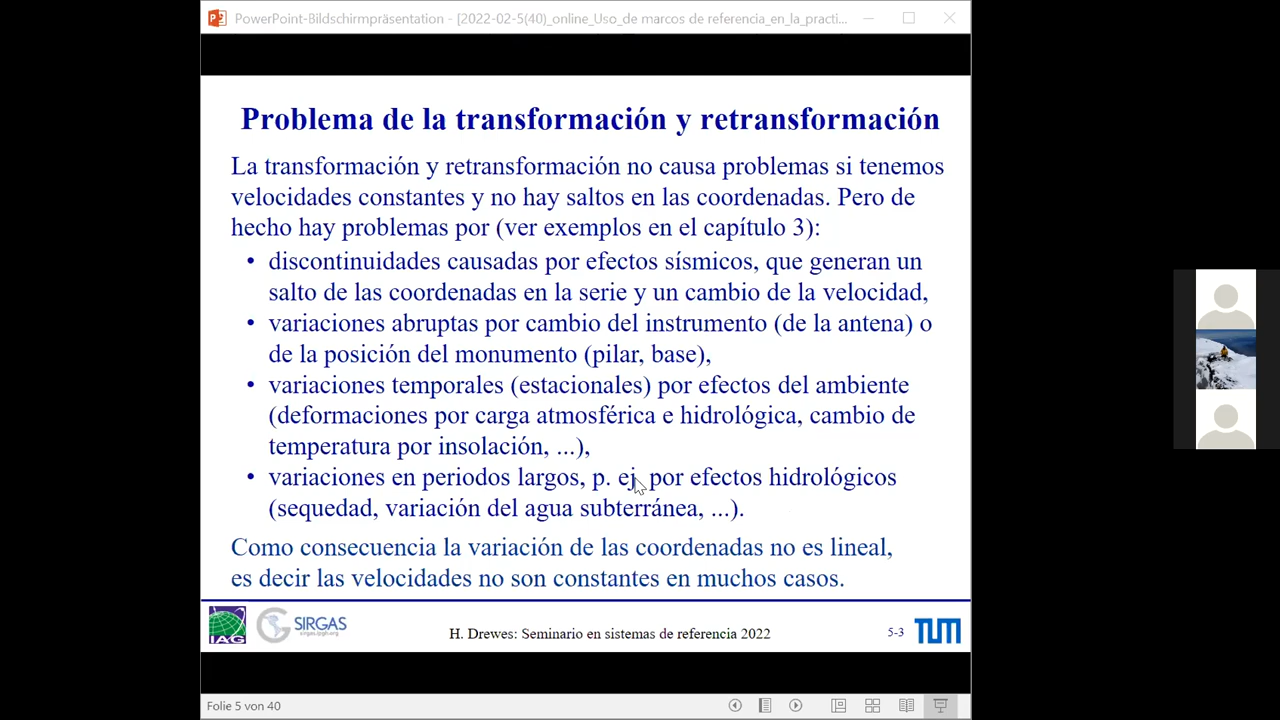 PowerPoint-Bildschirmpräsentation - [2022-02-5(40)_online_Uso_de marcos de referencia_en_la_practi...
Problema de la transformación y retransformación
La transformación y retransformación no causa problemas si tenemos
velocidades constantes y no hay saltos en las coordenadas. Pero de
hecho hay problemas por (ver exemplos en el capítulo 3):
• discontinuidades causadas por efectos sísmicos, que generan un
salto de las coordenadas en la serie y un cambio de la velocidad,
• variaciones abruptas por cambio del instrumento (de la antena) o
de la posición del monumento (pilar, base),
• variaciones temporales (estacionales) por efectos del ambiente
(deformaciones por carga atmosférica e hidrológica, cambio de
temperatura por insolación, ...),
• variaciones en periodos largos, p. ej. por efectos hidrológicos
(sequedad, variación del agua subterránea, ...).
Como consecuencia la variación de las coordenadas no es lineal,
es decir las velocidades no son constantes en muchos casos.
IAG
SIRGAS
sirgas.ipgh.org
H. Drewes: Seminario en sistemas de referencia 2022
5-3
TUM
Folie 5 von 40